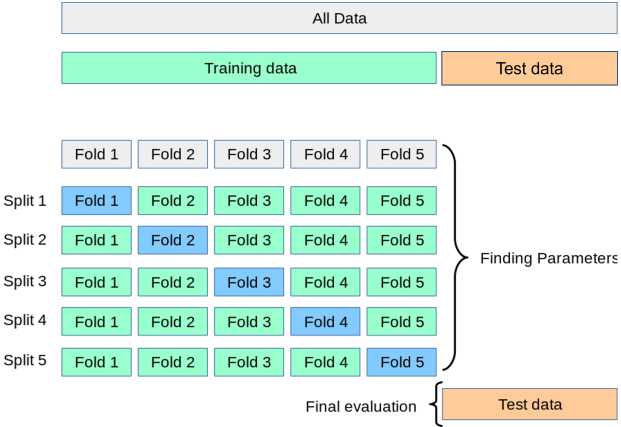 All Data
Training data Test data
Fold 1 Fold 2 Fold 3 Fold 4 Fold 5
Split 1 Fold 1 Fold 2 Fold 3 Fold 4 Fold 5
Split 2 Fold 1 Fold 2 Fold 3 Fold 4 Fold 5
Finding Parameters
Split 3 Fold 1 Fold 2 Fold 3 Fold 4 Fold 5
Split 4 Fold 1 Fold 2 Fold 3 Fold 4 Fold 5
Split 5 Fold 1 Fold 2 Fold 3 Fold 4 Fold 5
Final evaluation Test data